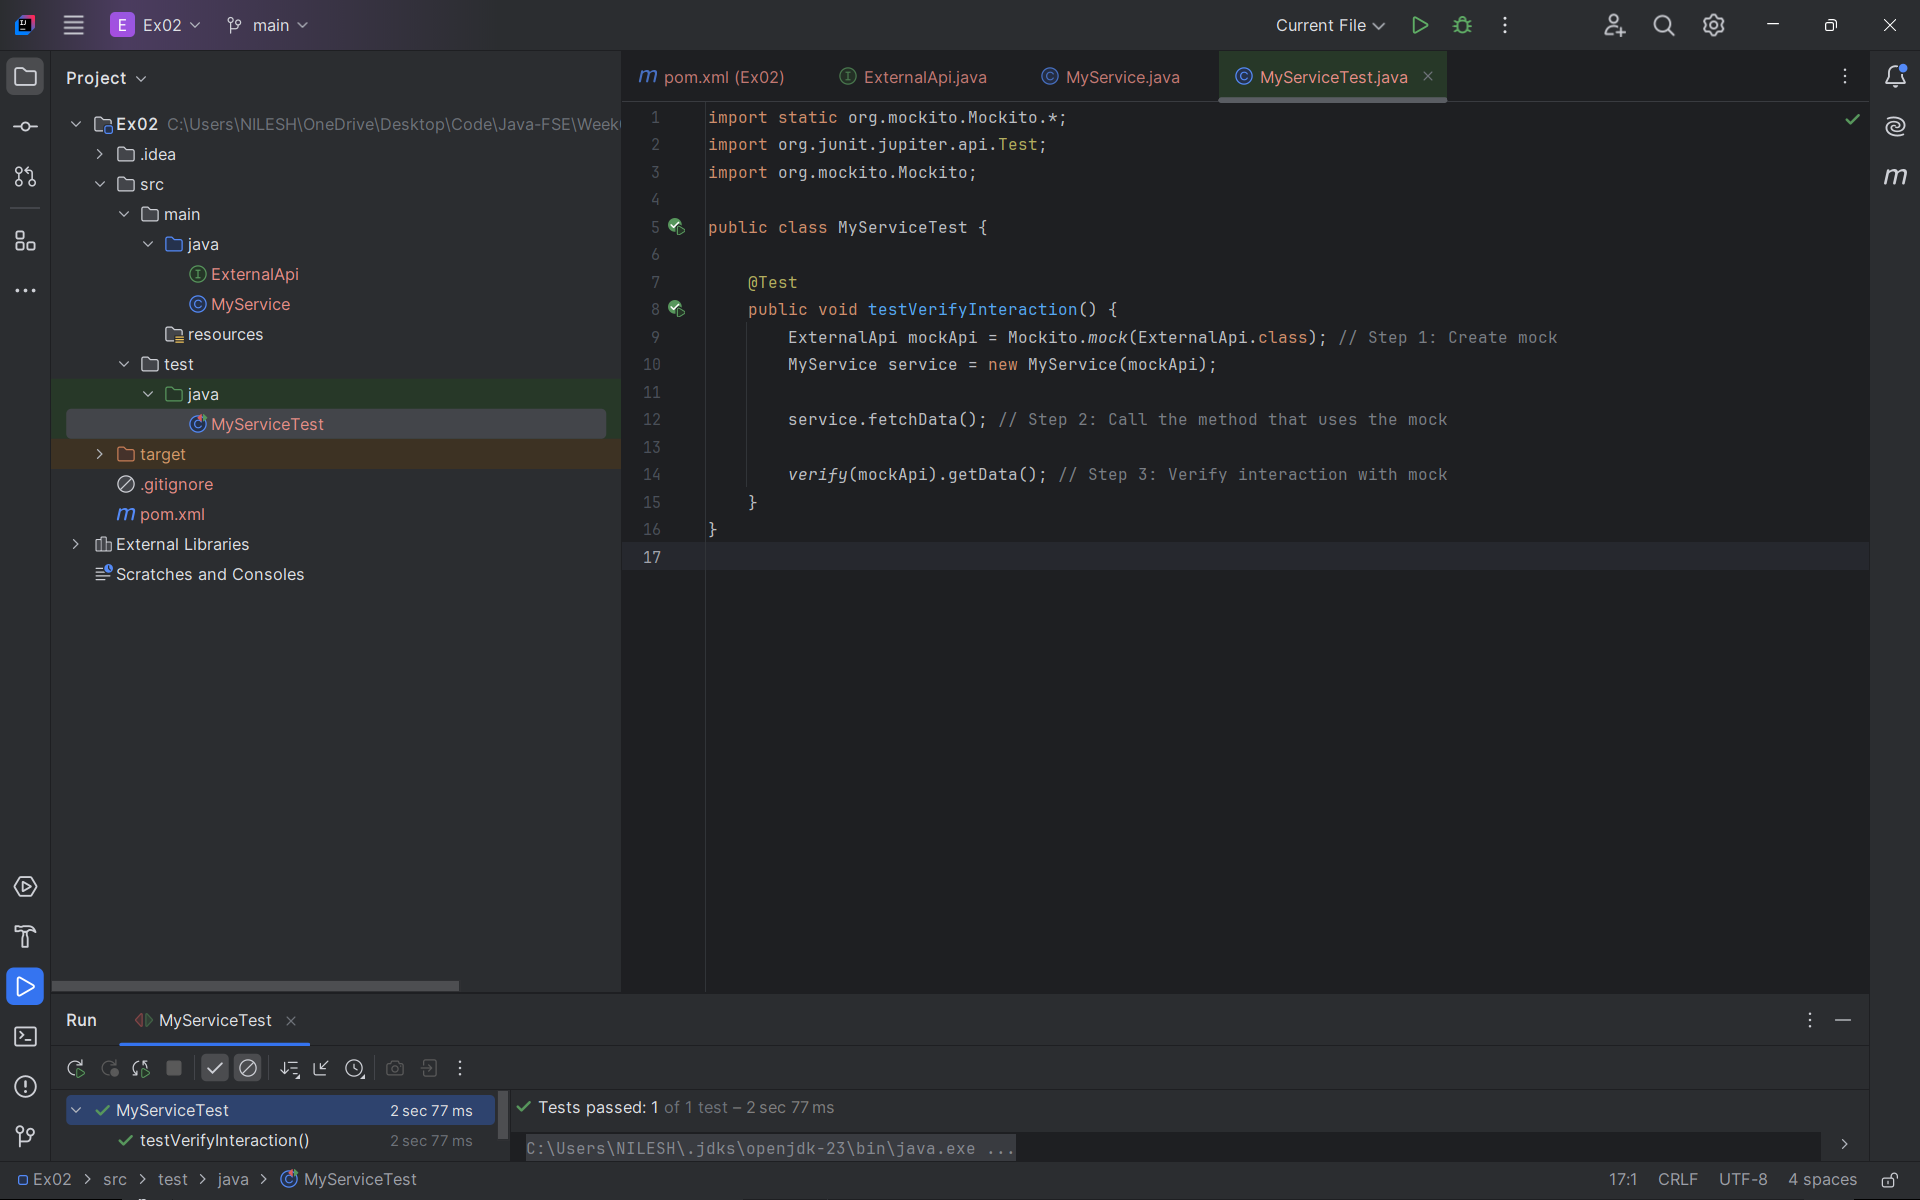 E Ex02 main Current File
Project
pom.xml (Ex02) ExternalApi.java MyService.java MyServiceTest.java
Ex02 C:\Users\NILESH\OneDrive\Desktop\Code\Java-FSE\Week
.idea
src
main
java
ExternalApi
MyService
resources
test
java
MyServiceTest
target
.gitignore
pom.xml
External Libraries
Scratches and Consoles
1 import static org.mockito.Mockito.*;
2 import org.junit.jupiter.api.Test;
3 import org.mockito.Mockito;
4
5 public class MyServiceTest {
6
7 @Test
8 public void testVerifyInteraction() {
9 ExternalApi mockApi = Mockito.mock(ExternalApi.class); // Step 1: Create mock
10 MyService service = new MyService(mockApi);
11
12 service.fetchData(); // Step 2: Call the method that uses the mock
13
14 verify(mockApi).getData(); // Step 3: Verify interaction with mock
15 }
16 }
17
Run MyServiceTest
MyServiceTest 2 sec 77 ms
testVerifyInteraction() 2 sec 77 ms
Tests passed: 1 of 1 test – 2 sec 77 ms
C:\Users\NILESH\.jdks\openjdk-23\bin\java.exe ...
Ex02 > src > test > java > MyServiceTest
17:1 CRLF UTF-8 4 spaces